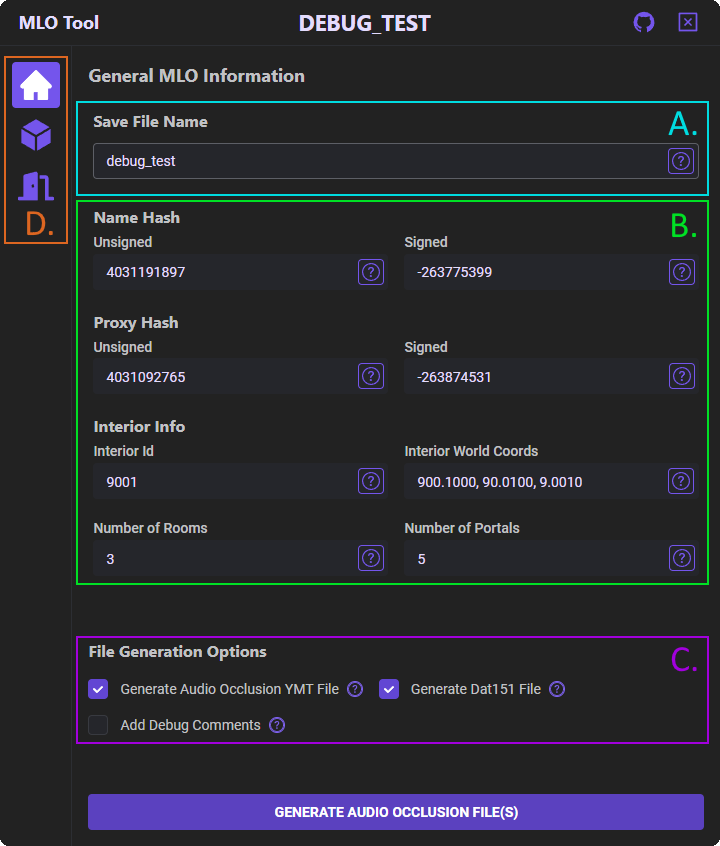 MLO Tool
DEBUG_TEST
General MLO Information
Save File Name
A.
debug_test
?
Name Hash
B.
Unsigned
Signed
4031191897 ?
-263775399 ?
Proxy Hash
Unsigned
Signed
4031092765 ?
-263874531 ?
Interior Info
Interior Id
Interior World Coords
9001 ?
900.1000, 90.0100, 9.0010 ?
Number of Rooms
Number of Portals
3 ?
5 ?
D.
File Generation Options
C.
Generate Audio Occlusion YMT File ?
Generate Dat151 File ?
Add Debug Comments ?
GENERATE AUDIO OCCLUSION FILE(S)